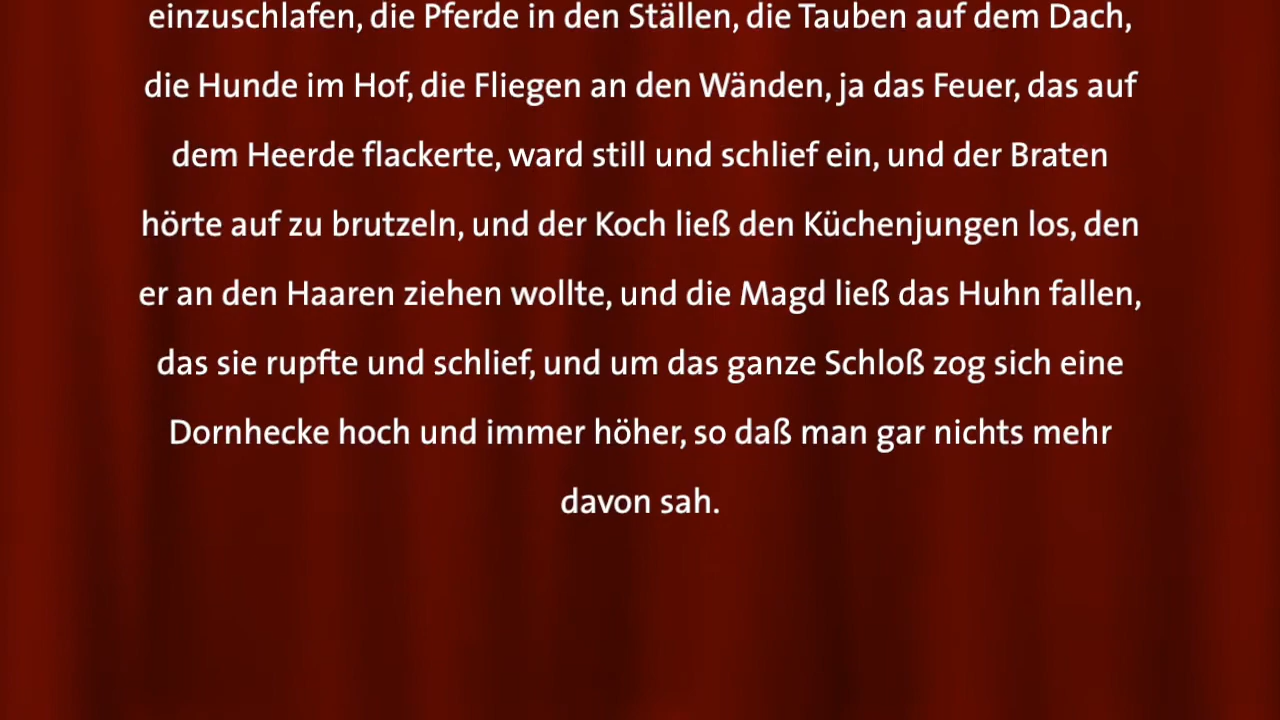 einzuschlafen, die Pferde in den Ställen, die Tauben auf dem Dach,
die Hunde im Hof, die Fliegen an den Wänden, ja das Feuer, das auf
dem Heerde flackerte, ward still und schlief ein, und der Braten
hörte auf zu brutzeln, und der Koch ließ den Küchenjungen los, den
er an den Haaren ziehen wollte, und die Magd ließ das Huhn fallen,
das sie rupfte und schlief, und um das ganze Schloß zog sich eine
Dornhecke hoch und immer höher, so daß man gar nichts mehr
davon sah.